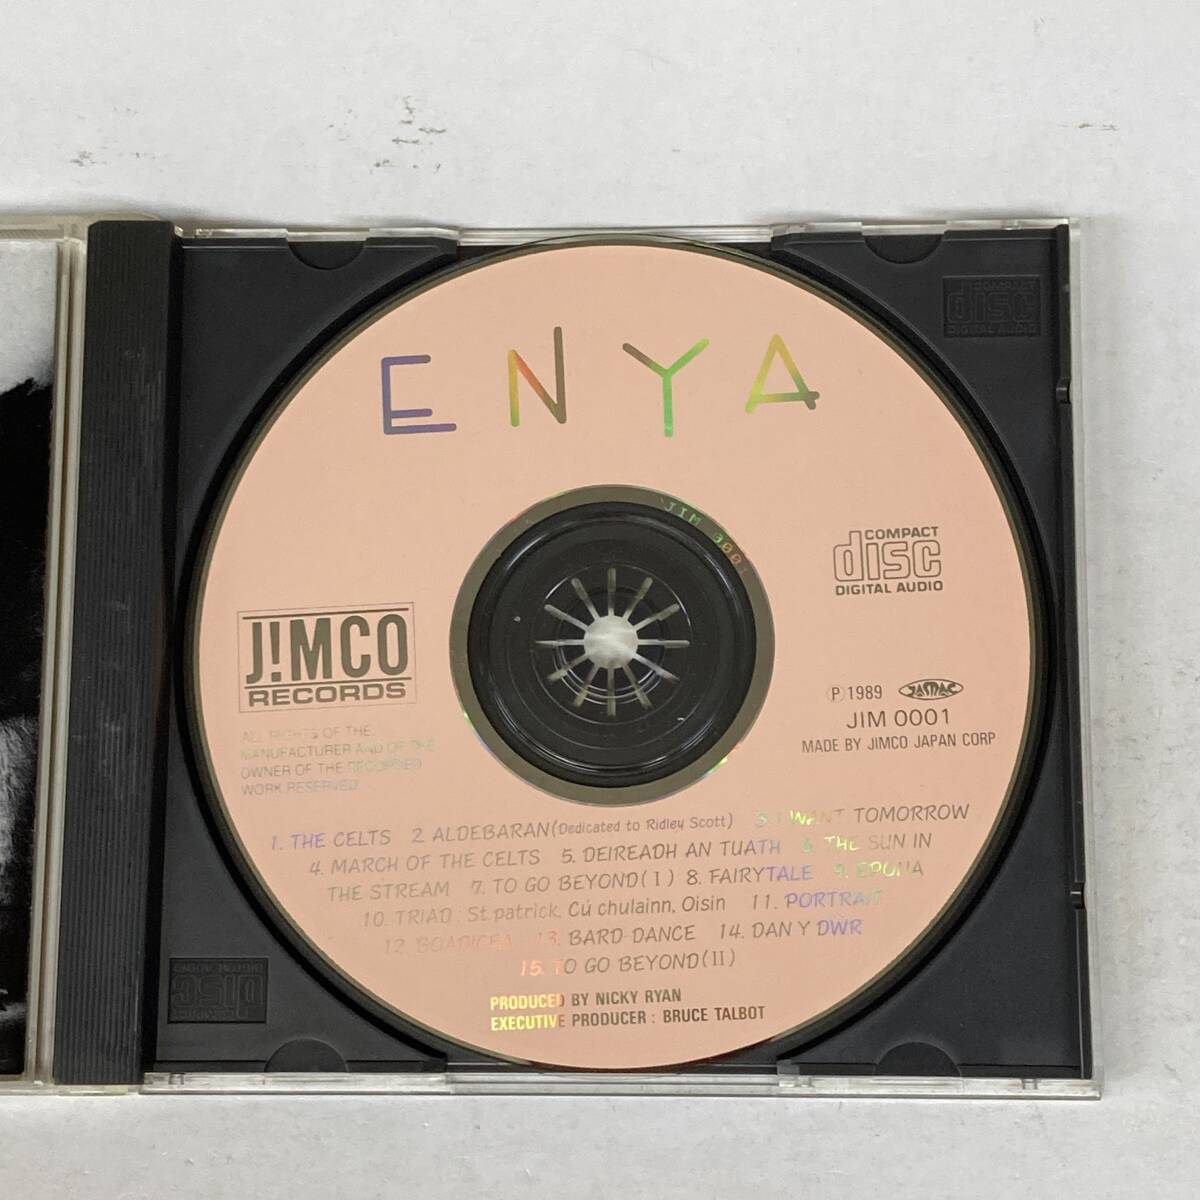 ENYA
COMPACT
disc
DIGITAL AUDIO
JIM 0001
COMPACT
disc
DIGITAL AUDIO
J!MCO
RECORDS
ALL RIGHTS OF THE
MANUFACTURER AND OF THE
OWNER OF THE RECORDED
WORK RESERVED
Ⓟ 1989 JASRAC
JIM 0001
MADE BY JIMCO JAPAN CORP
1. THE CELTS 2. ALDEBARAN (Dedicated to Ridley Scott) 3. I WANT TOMORROW
4. MARCH OF THE CELTS 5. DEIREADH AN TUATH 6. THE SUN IN
THE STREAM 7. TO GO BEYOND (I) 8. FAIRYTALE 9. EPONA
10. TRIAD : St. patrick, Cú chulainn, Oisin 11. PORTRAIT
12. BOADICEA 13. BARD DANCE 14. DAN Y DWR
15. TO GO BEYOND (II)
PRODUCED BY NICKY RYAN
EXECUTIVE PRODUCER : BRUCE TALBOT
COMPACT
disc
DIGITAL AUDIO